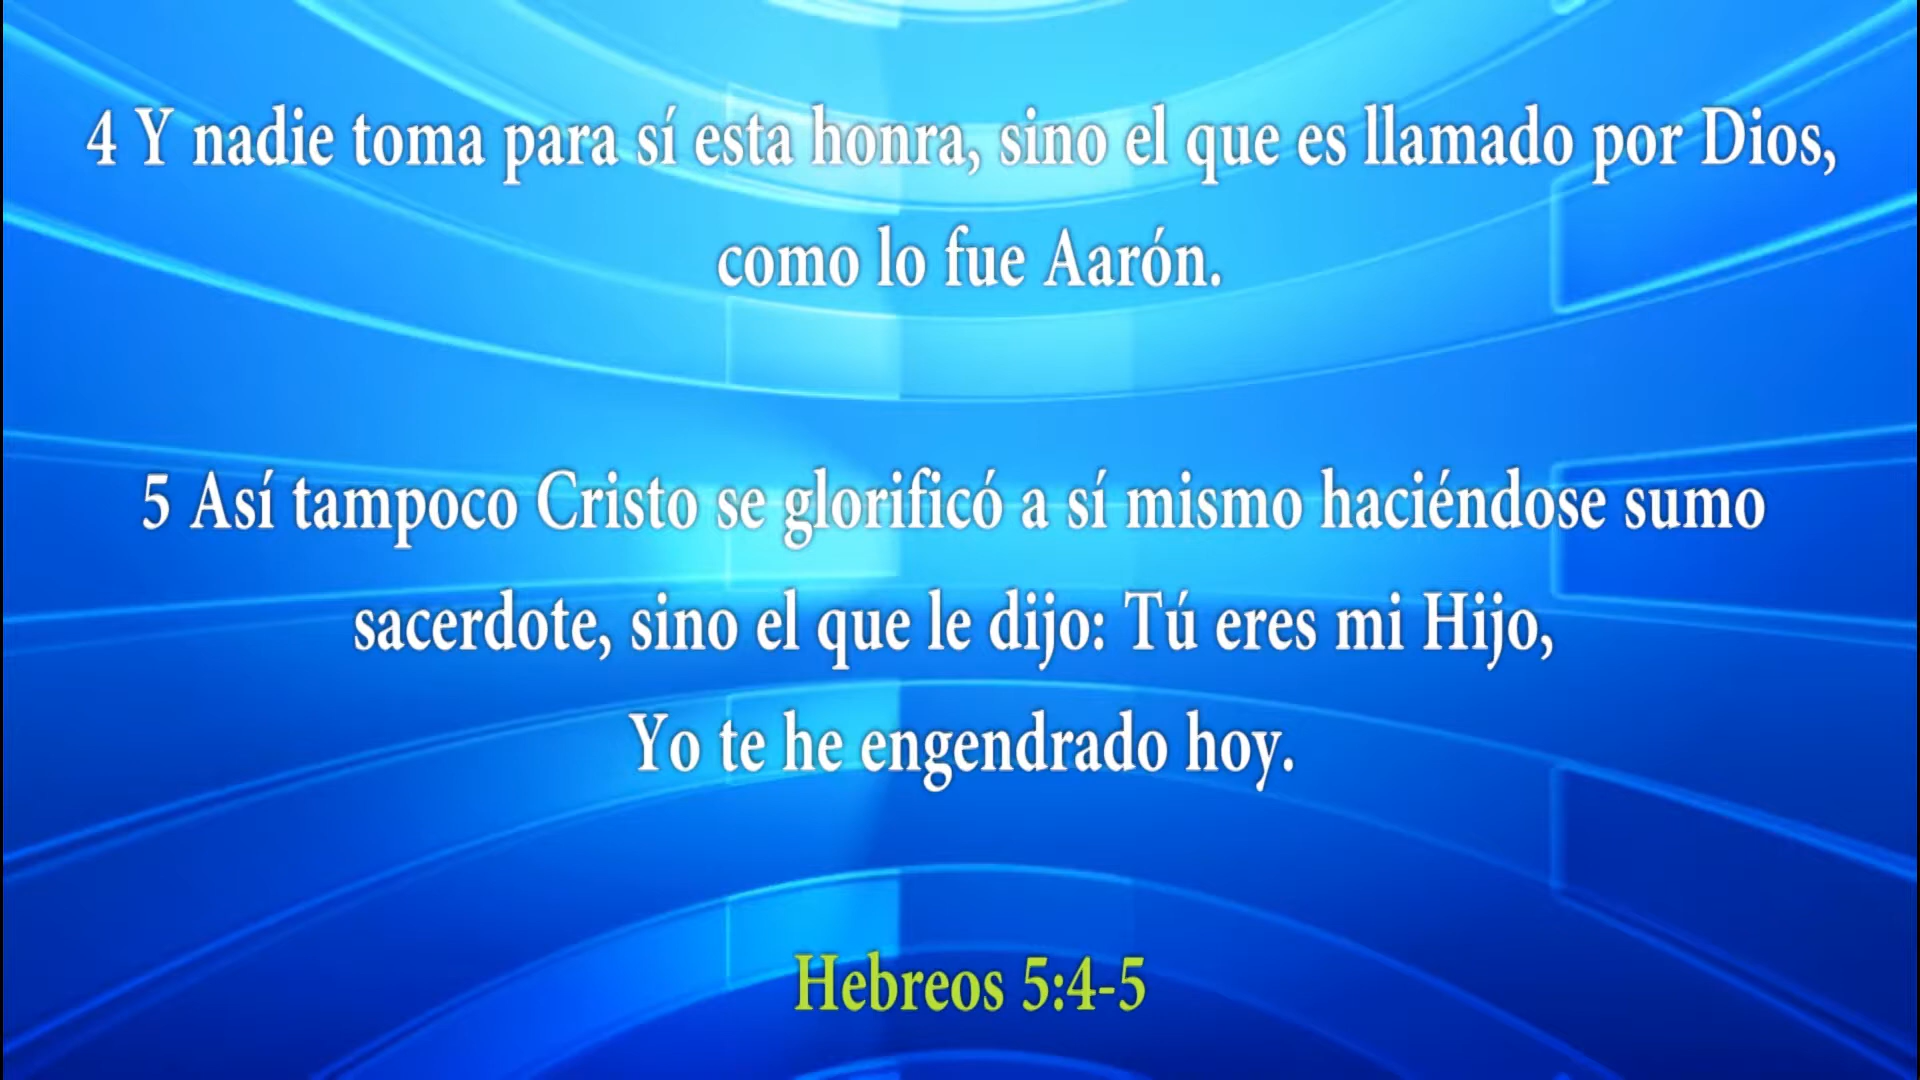 4 Y nadie toma para sí esta honra, sino el que es llamado por Dios,
como lo fue Aarón.
5 Así tampoco Cristo se glorificó a sí mismo haciéndose sumo
sacerdote, sino el que le dijo: Tú eres mi Hijo,
Yo te he engendrado hoy.
Hebreos 5:4-5